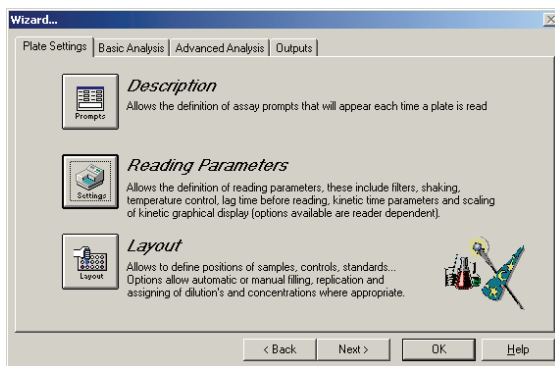 Wizard...
Plate Settings Basic Analysis Advanced Analysis Outputs
Description
Prompts
Allows the definition of assay prompts that will appear each time a plate is read
Reading Parameters
Settings
Allows the definition of reading parameters, these include filters, shaking,
temperature control, lag time before reading, kinetic time parameters and scaling
of kinetic graphical display (options available are reader dependent).
Layout
Layout
Allows to define positions of samples, controls, standards...
Options allow automatic or manual filling, replication and
assigning of dilution's and concentrations where appropriate.
< Back Next > OK Help